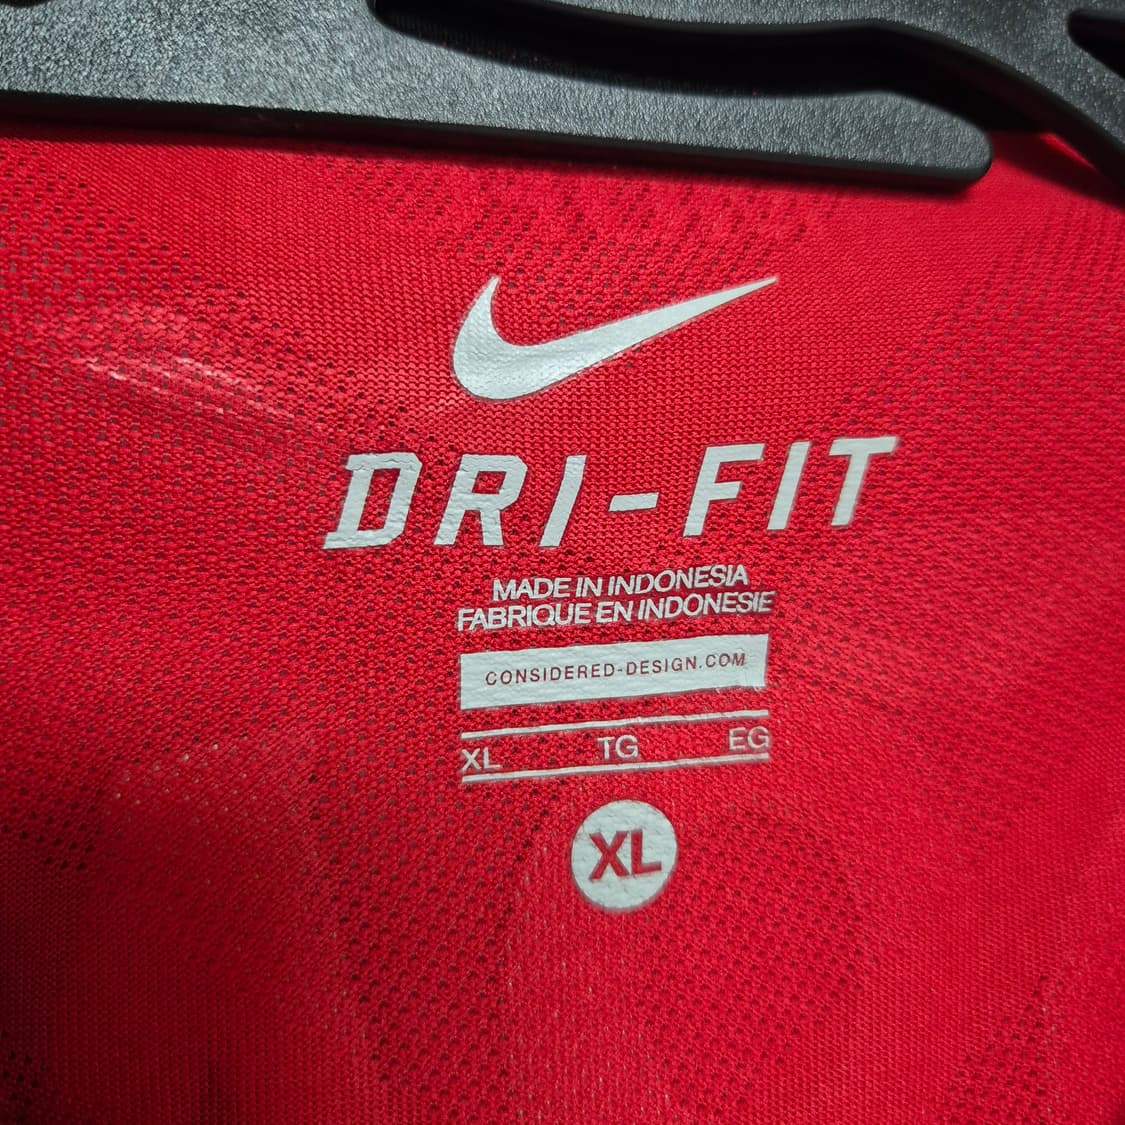 DRI-FIT
MADE IN INDONESIA
FABRIQUE EN INDONESIE
CONSIDERED-DESIGN.COM
XL TG EG
XL